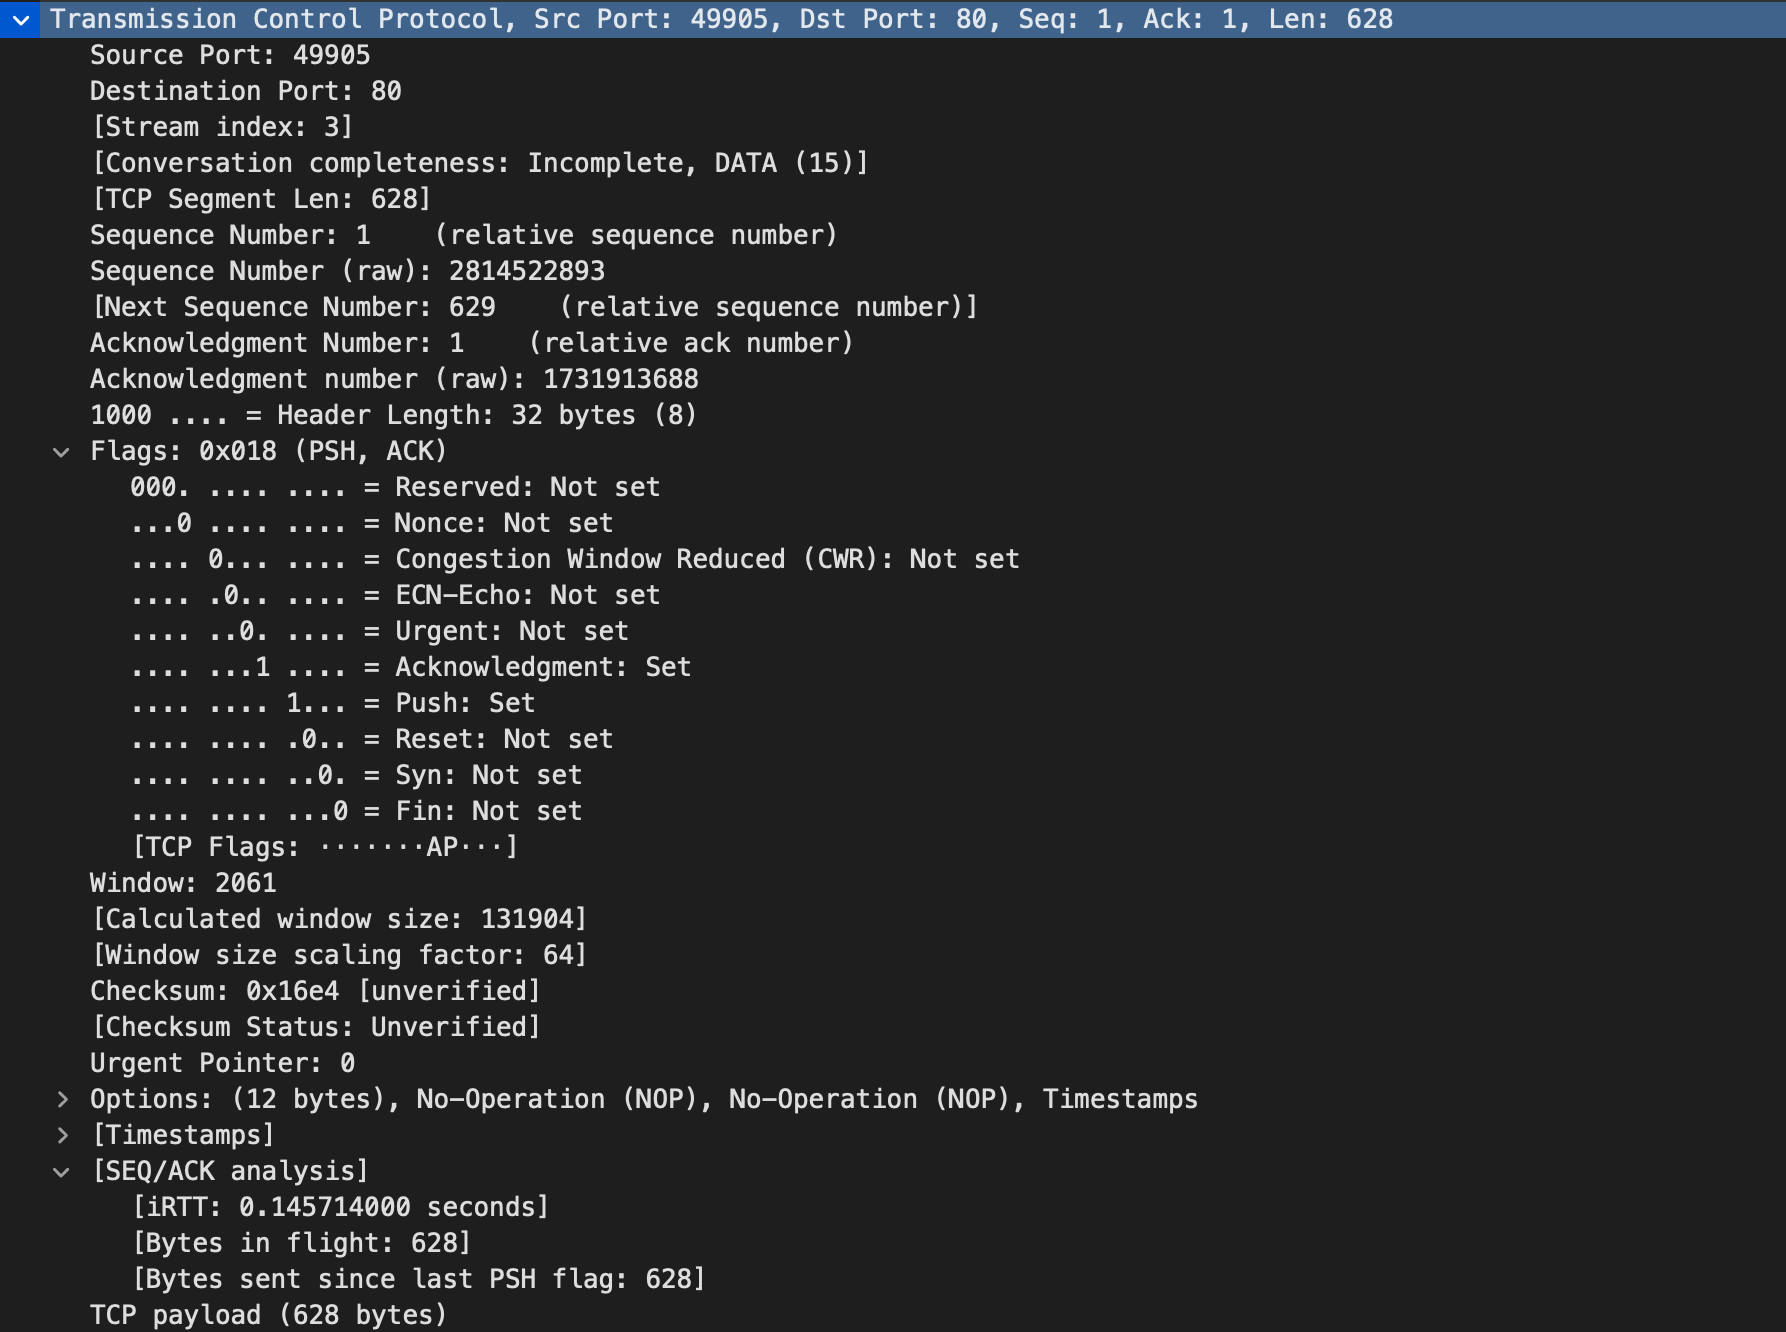 Transmission Control Protocol, Src Port: 49905, Dst Port: 80, Seq: 1, Ack: 1, Len: 628
Source Port: 49905
Destination Port: 80
[Stream index: 3]
[Conversation completeness: Incomplete, DATA (15)]
[TCP Segment Len: 628]
Sequence Number: 1    (relative sequence number)
Sequence Number (raw): 2814522893
[Next Sequence Number: 629    (relative sequence number)]
Acknowledgment Number: 1    (relative ack number)
Acknowledgment number (raw): 1731913688
1000 .... = Header Length: 32 bytes (8)
Flags: 0x018 (PSH, ACK)
000. .... .... = Reserved: Not set
...0 .... .... = Nonce: Not set
.... 0... .... = Congestion Window Reduced (CWR): Not set
.... .0.. .... = ECN-Echo: Not set
.... ..0. .... = Urgent: Not set
.... ...1 .... = Acknowledgment: Set
.... .... 1... = Push: Set
.... .... .0.. = Reset: Not set
.... .... ..0. = Syn: Not set
.... .... ...0 = Fin: Not set
[TCP Flags: ·······AP···]
Window: 2061
[Calculated window size: 131904]
[Window size scaling factor: 64]
Checksum: 0x16e4 [unverified]
[Checksum Status: Unverified]
Urgent Pointer: 0
Options: (12 bytes), No-Operation (NOP), No-Operation (NOP), Timestamps
[Timestamps]
[SEQ/ACK analysis]
[iRTT: 0.145714000 seconds]
[Bytes in flight: 628]
[Bytes sent since last PSH flag: 628]
TCP payload (628 bytes)